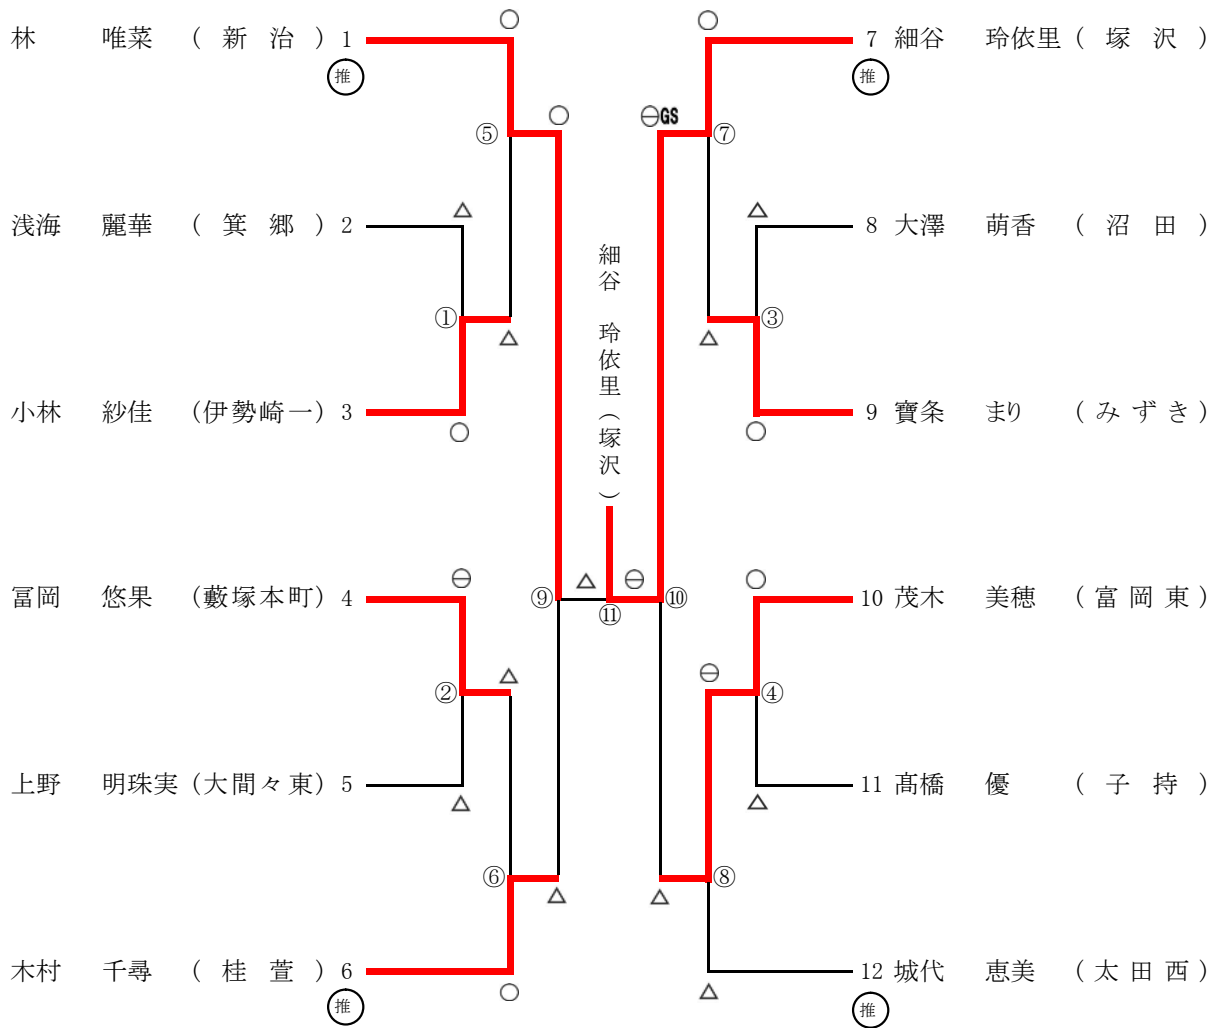 ○ ○
林 唯菜 ( 新 治 ) 1 7 細谷 玲依里 ( 塚 沢 )
推 推
○ ⊖GS
⑤ ⑦
△ △
浅海 麗華 ( 箕 郷 ) 2 8 大澤 萌香 ( 沼 田 )
細谷 玲依里(塚沢)
① ③
△ △
小林 紗佳 (伊勢崎一) 3 9 寶条 まり ( み ず き )
○ ○
⊖ △ ⊖ ○
冨岡 悠果 (藪塚本町) 4 ⑨ ⑪ ⑩ 10 茂木 美穂 ( 富 岡 東 )
△ ⊖
② ④
上野 明珠実 (大間々東) 5 11 髙橋 優 ( 子 持 )
△ △
⑥ ⑧
△ △
木村 千尋 ( 桂 萱 ) 6 12 城代 恵美 ( 太 田 西 )
○ △
推 推